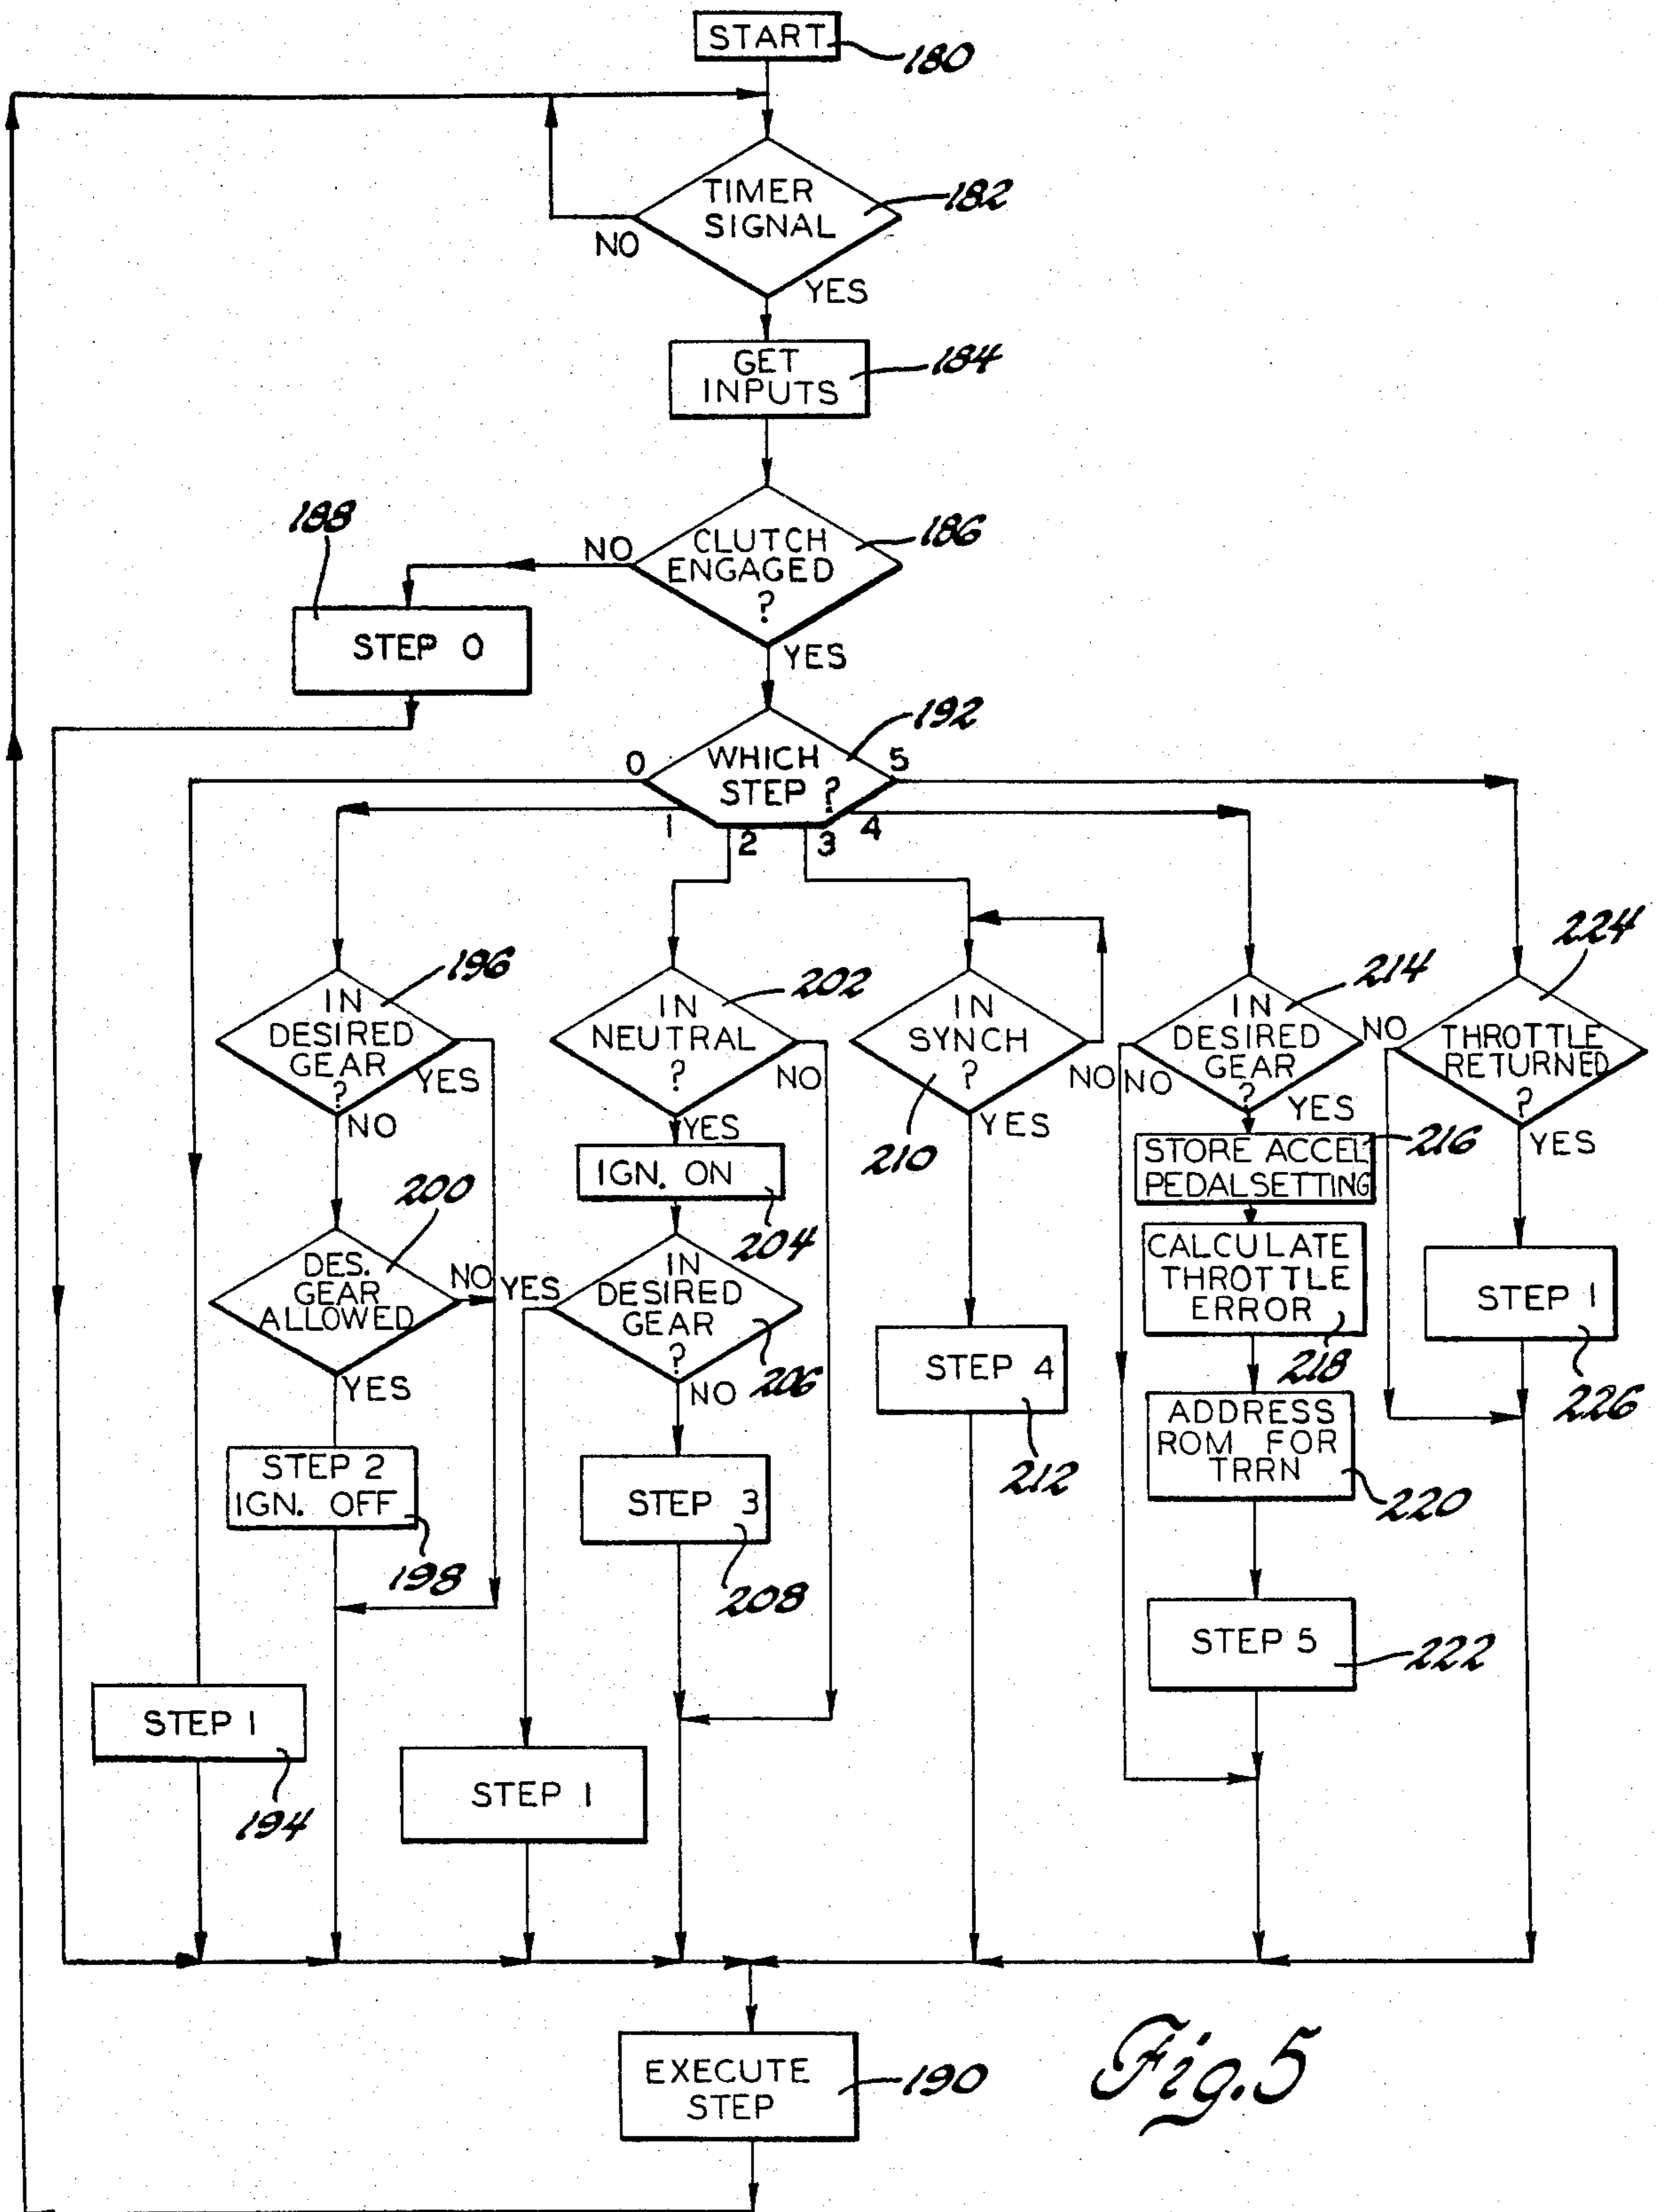 START
180
TIMER
SIGNAL
182
NO
YES
GET
INPUTS
184
188
CLUTCH
ENGAGED
?
186
NO
YES
STEP 0
192
WHICH
STEP ?
0
1
2
3
4
5
196
IN
DESIRED
GEAR
?
YES
NO
200
DES.
GEAR
ALLOWED
NO
YES
STEP 2
IGN. OFF
198
STEP 1
194
202
IN
NEUTRAL
?
NO
YES
IGN. ON
204
IN
DESIRED
GEAR
?
YES
206
NO
STEP 3
208
STEP 1
IN
SYNCH
?
NO
210
YES
STEP 4
212
214
IN
DESIRED
GEAR
?
NO
YES
STORE ACCEL
PEDALSETTING
216
CALCULATE
THROTTLE
ERROR
218
ADDRESS
ROM FOR
TRRN
220
STEP 5
222
224
NO
THROTTLE
RETURNED
?
YES
STEP 1
226
EXECUTE
STEP
190
Fig. 5